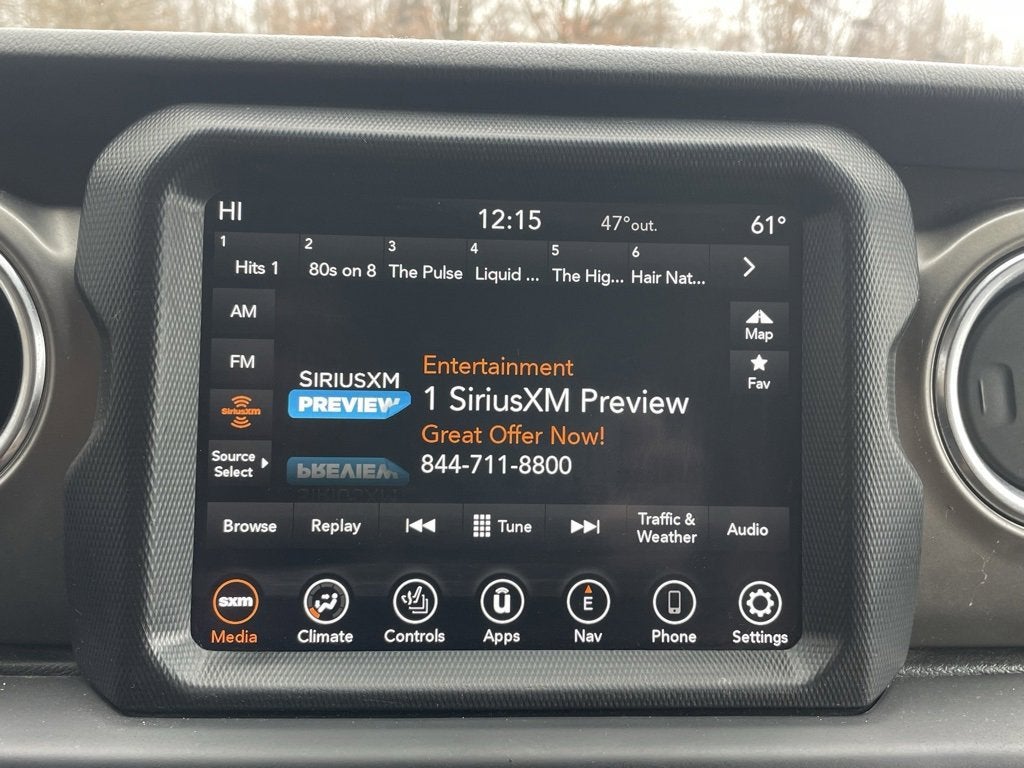 HI 12:15 47°out. 61°
1 2 3 4 5 6
Hits 1 80s on 8 The Pulse Liquid ... The Hig... Hair Nat...
AM
Map
FM
Fav
SiriusXM
Source
Select
SIRIUSXM
PREVIEW
Entertainment
1 SiriusXM Preview
Great Offer Now!
844-711-8800
Browse Replay Tune Traffic & Weather Audio
sxm ū E
Media Climate Controls Apps Nav Phone Settings